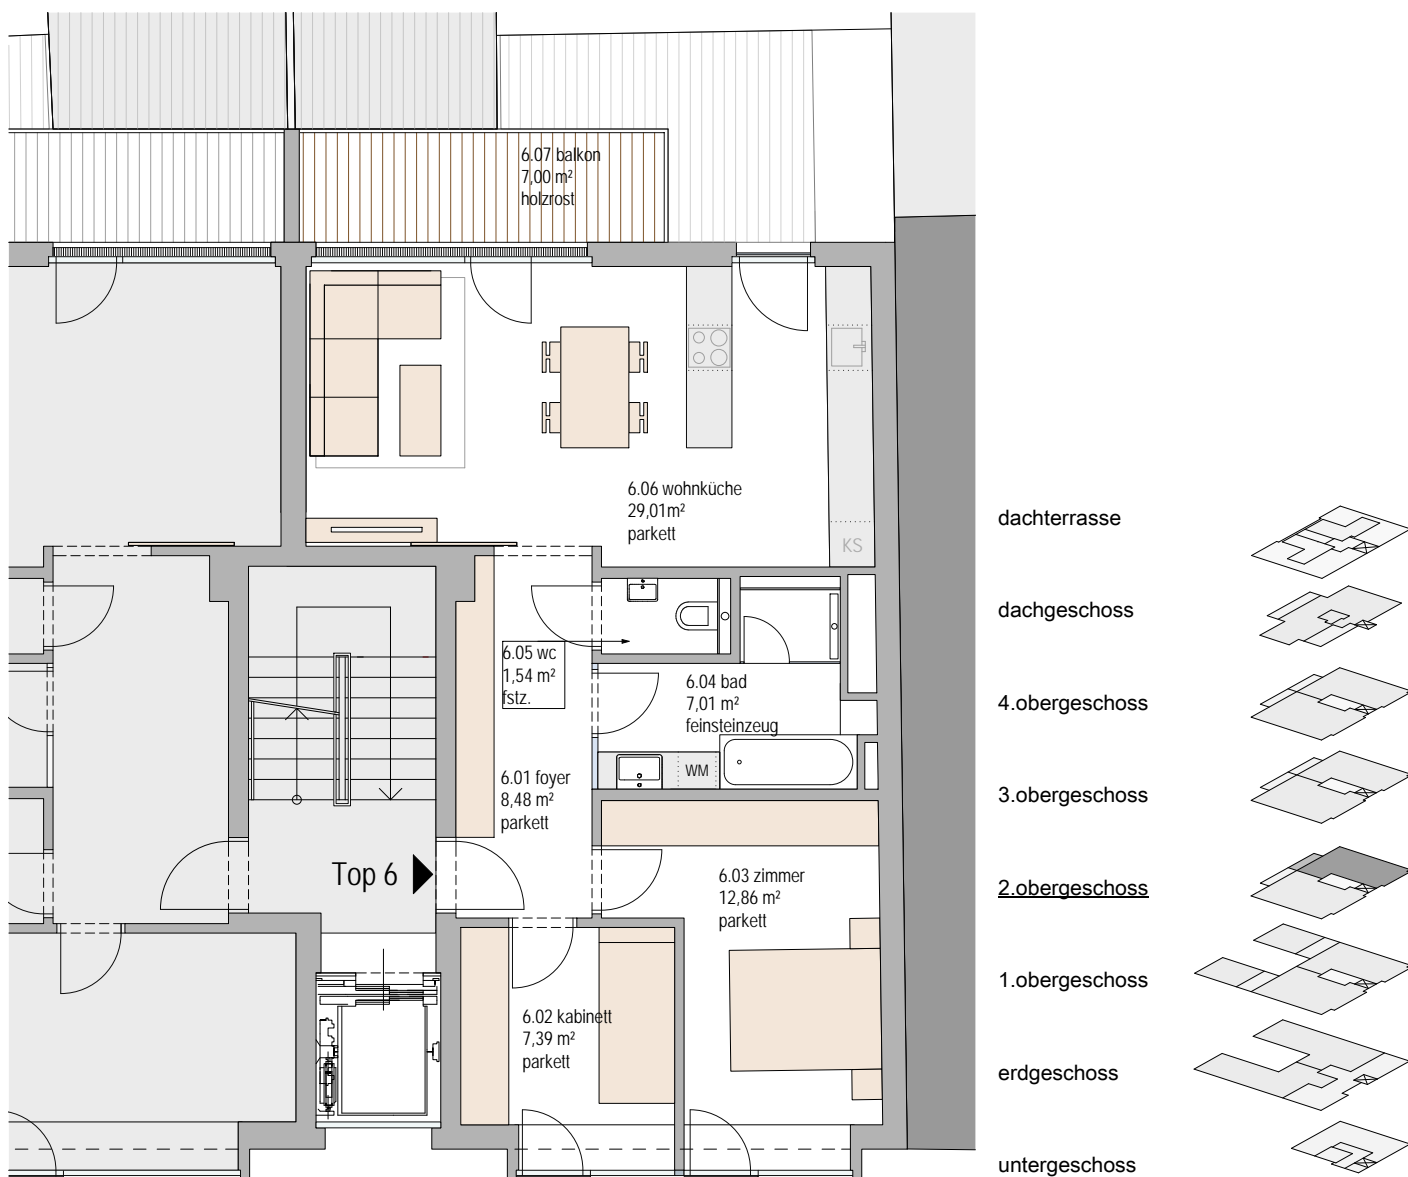 6.07 balkon
7,00 m²
holzrost
6.06 wohnküche
29,01m²
parkett
KS
6.05 wc
1,54 m²
fstz.
6.04 bad
7,01 m²
feinsteinzeug
WM
6.01 foyer
8,48 m²
parkett
Top 6
6.03 zimmer
12,86 m²
parkett
6.02 kabinett
7,39 m²
parkett
dachterrasse
dachgeschoss
4.obergeschoss
3.obergeschoss
2.obergeschoss
1.obergeschoss
erdgeschoss
untergeschoss